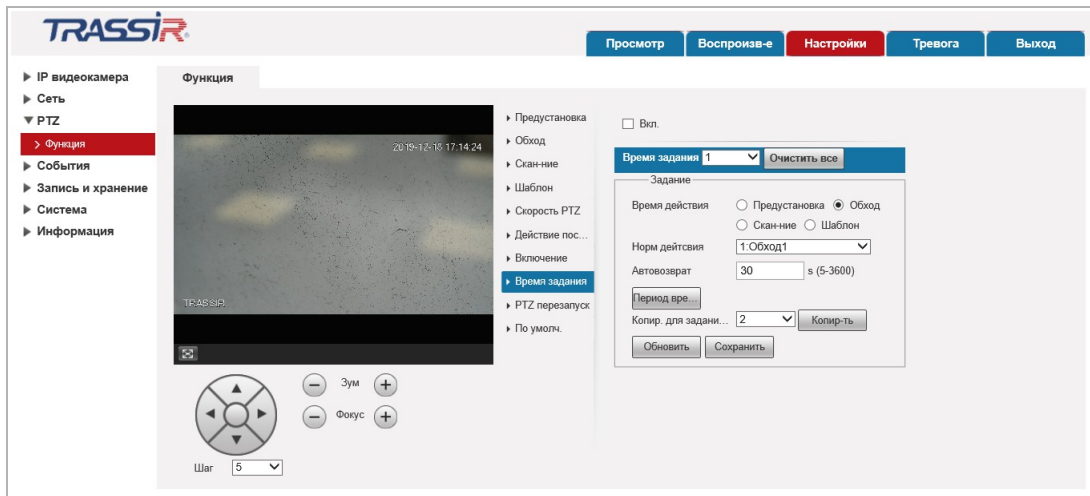 TRASSIR
Просмотр Воспроизв-е Настройки Тревога Выход
IP видеокамера
Сеть
PTZ
Функция
События
Запись и хранение
Система
Информация
Функция
2019-12-18 17:14:24
TRASSIR
Предустановка
Обход
Скан-ние
Шаблон
Скорость PTZ
Действие пос...
Включение
Время задания
PTZ перезапуск
По умолч.
Вкл.
Время задания 1 Очистить все
Задание
Время действия Предустановка Обход
Скан-ние Шаблон
Норм дейтсвия 1:Обход1
Автовозврат 30 s (5-3600)
Период вре...
Копир. для задани... 2 Копир-ть
Обновить Сохранить
Зум
Фокус
Шаг 5